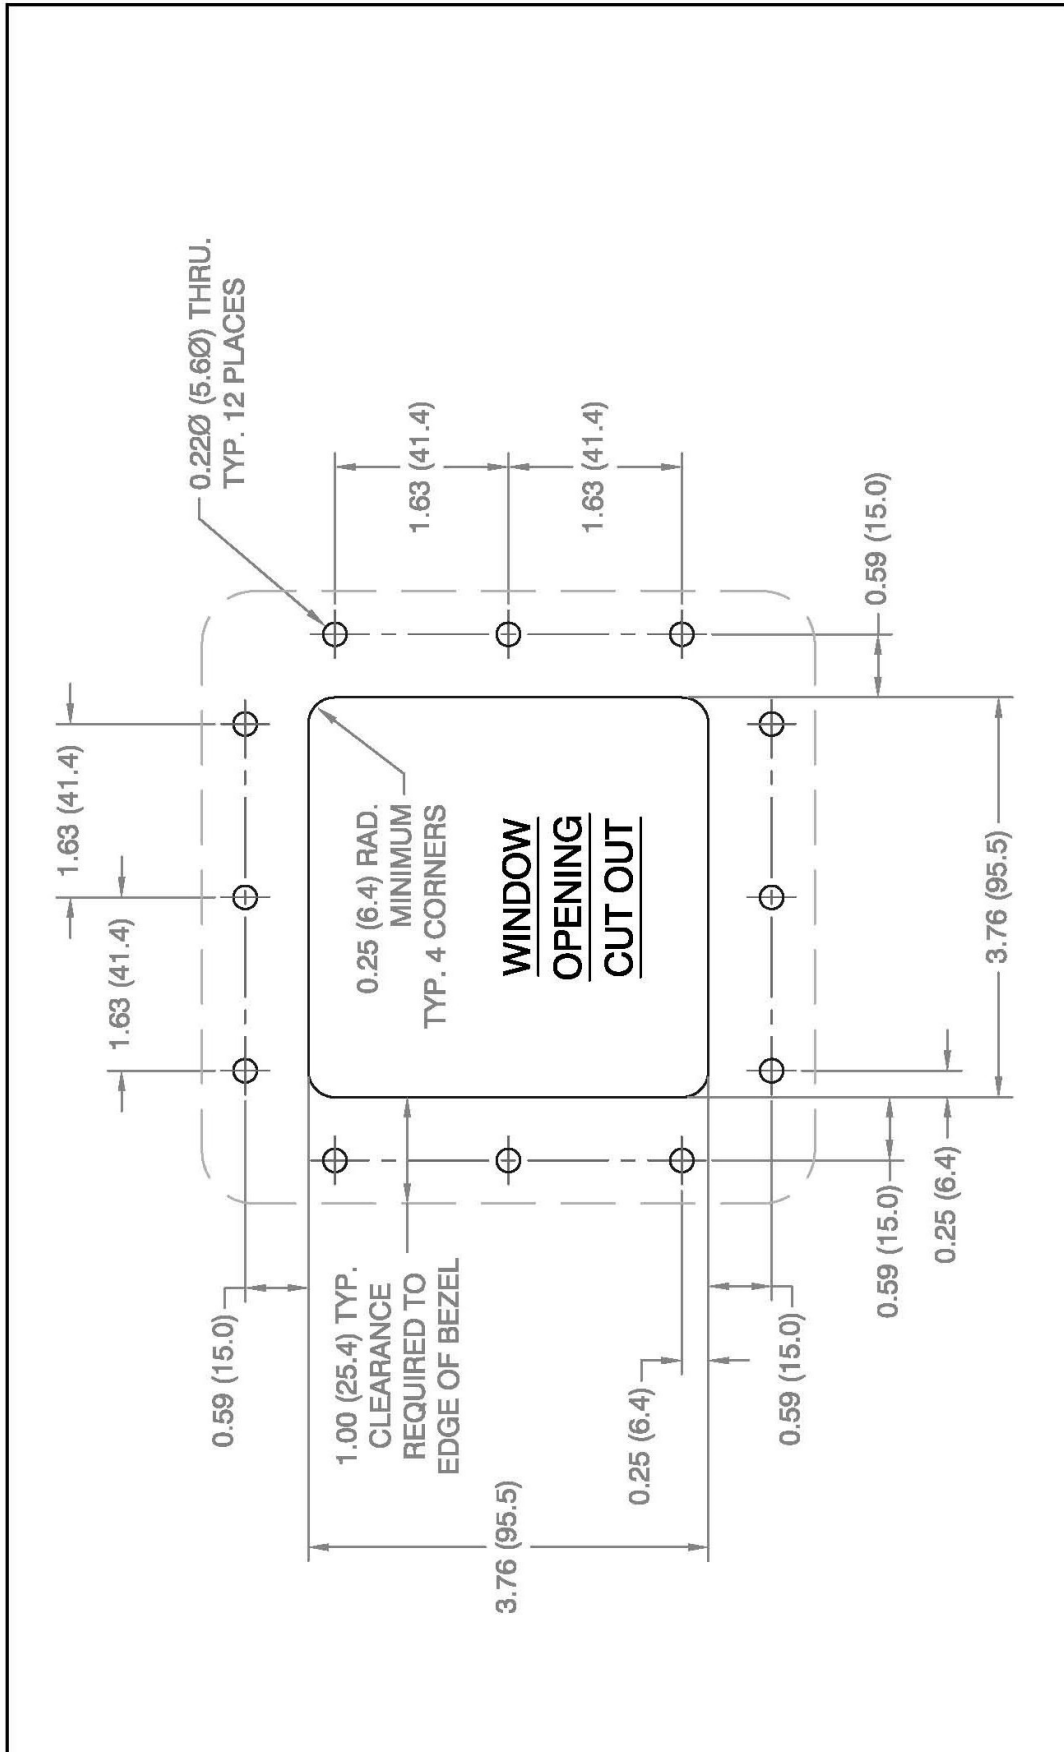 1.63 (41.4)
1.63 (41.4)
0.22Ø (5.6Ø) THRU.
TYP. 12 PLACES
0.59 (15.0)
0.25 (6.4) RAD.
MINIMUM
TYP. 4 CORNERS
1.63 (41.4)
1.63 (41.4)
1.00 (25.4) TYP.
CLEARANCE
REQUIRED TO
EDGE OF BEZEL
3.76 (95.5)
WINDOW
OPENING
CUT OUT
0.25 (6.4)
0.59 (15.0)
0.59 (15.0)
0.59 (15.0)
0.25 (6.4)
3.76 (95.5)